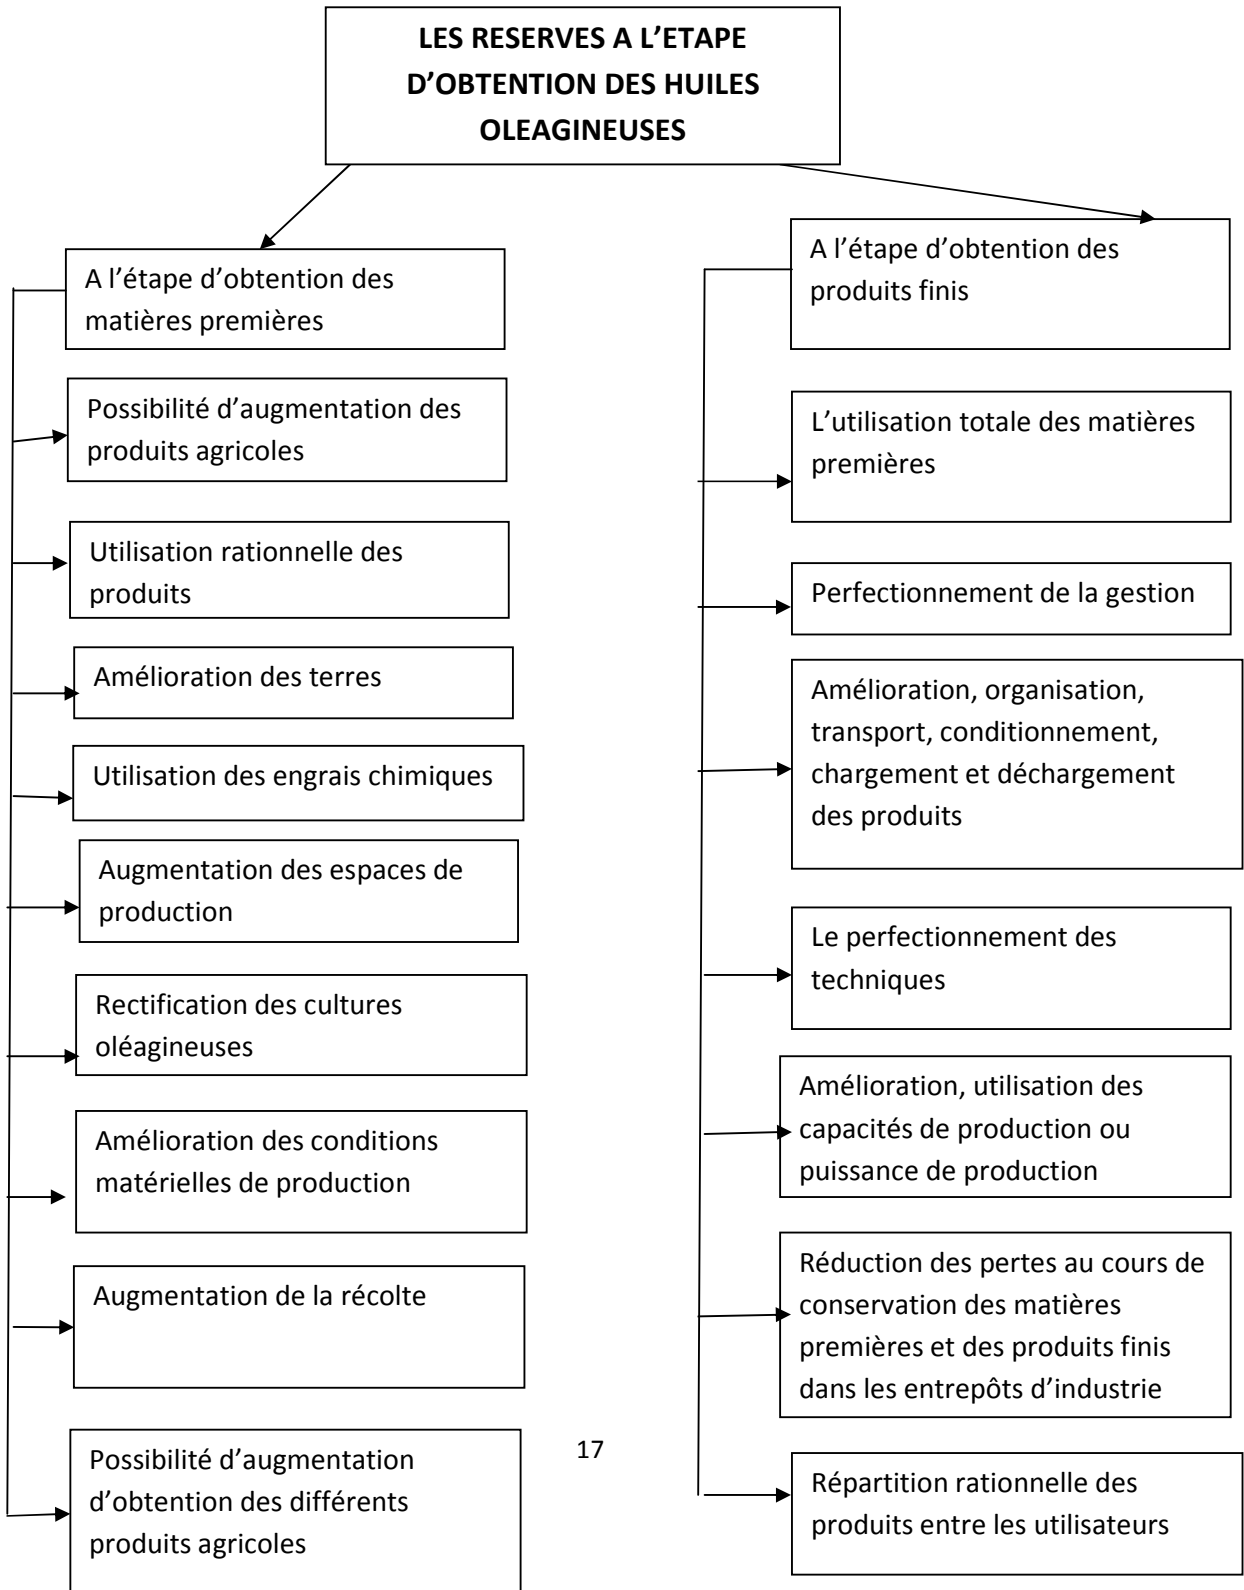 LES RESERVES A L’ETAPE
D’OBTENTION DES HUILES
OLEAGINEUSES
A l’étape d’obtention des
matières premières
Possibilité d’augmentation des
produits agricoles
Utilisation rationnelle des
produits
Amélioration des terres
Utilisation des engrais chimiques
Augmentation des espaces de
production
Rectification des cultures
oléagineuses
Amélioration des conditions
matérielles de production
Augmentation de la récolte
Possibilité d’augmentation
d’obtention des différents
produits agricoles
A l’étape d’obtention des
produits finis
L’utilisation totale des matières
premières
Perfectionnement de la gestion
Amélioration, organisation,
transport, conditionnement,
chargement et déchargement
des produits
Le perfectionnement des
techniques
Amélioration, utilisation des
capacités de production ou
puissance de production
Réduction des pertes au cours de
conservation des matières
premières et des produits finis
dans les entrepôts d’industrie
Répartition rationnelle des
produits entre les utilisateurs
17